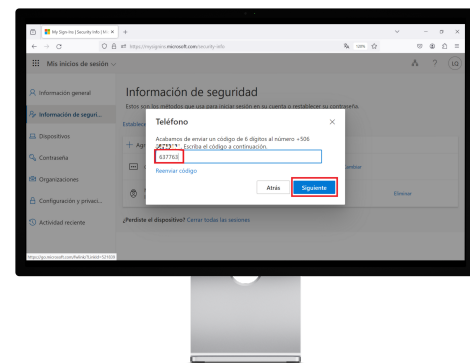 My Sign-Ins | Security Info | M
https://mysignins.microsoft.com/security-info
Mis inicios de sesión
Información general
Información de seguri...
Dispositivos
Contraseña
Organizaciones
Configuración y privaci...
Actividad reciente
Información de seguridad
Estos son los métodos que usa para iniciar sesión en su cuenta o restablecer su contraseña.
Teléfono
Acabamos de enviar un código de 6 dígitos al número +506
Escriba el código a continuación.
637763
Reenviar código
Atrás
Siguiente
Eliminar
¿Perdiste el dispositivo? Cerrar todas las sesiones